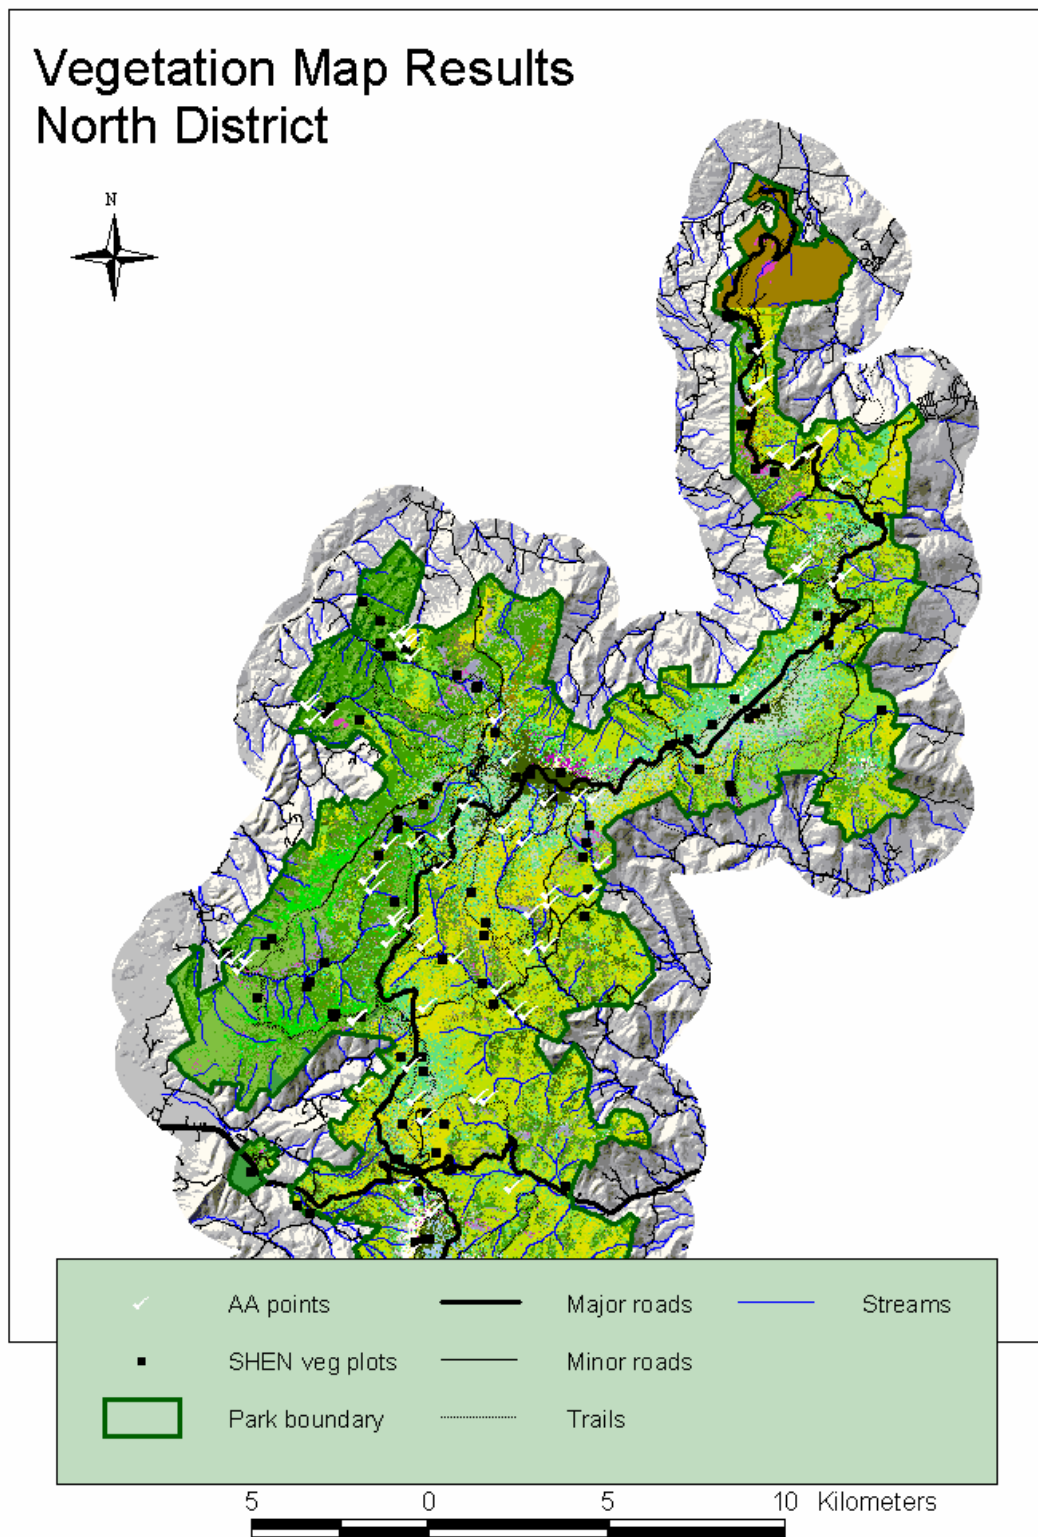 Vegetation Map Results
North District
N
AA points
Major roads
Streams
SHEN veg plots
Minor roads
Park boundary
Trails
5 0 5 10 Kilometers